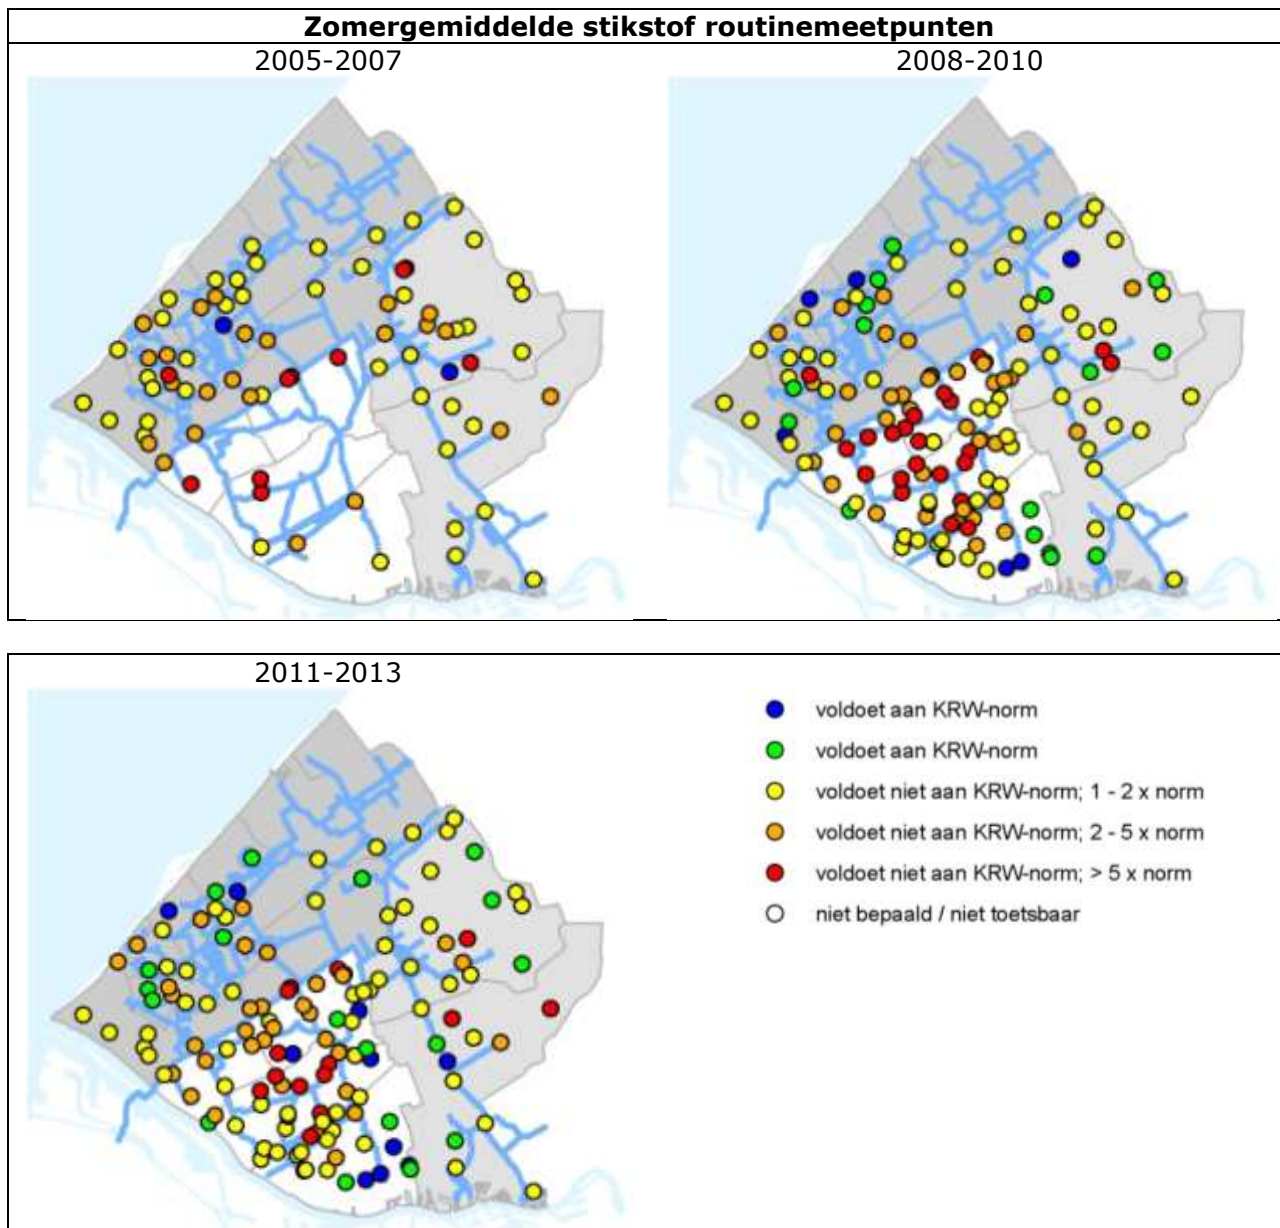 Zomergemiddelde stikstof routinemeetpunten
2005-2007
2008-2010
2011-2013
voldoet aan KRW-norm
voldoet aan KRW-norm
voldoet niet aan KRW-norm; 1 - 2 x norm
voldoet niet aan KRW-norm; 2 - 5 x norm
voldoet niet aan KRW-norm; > 5 x norm
niet bepaald / niet toetsbaar